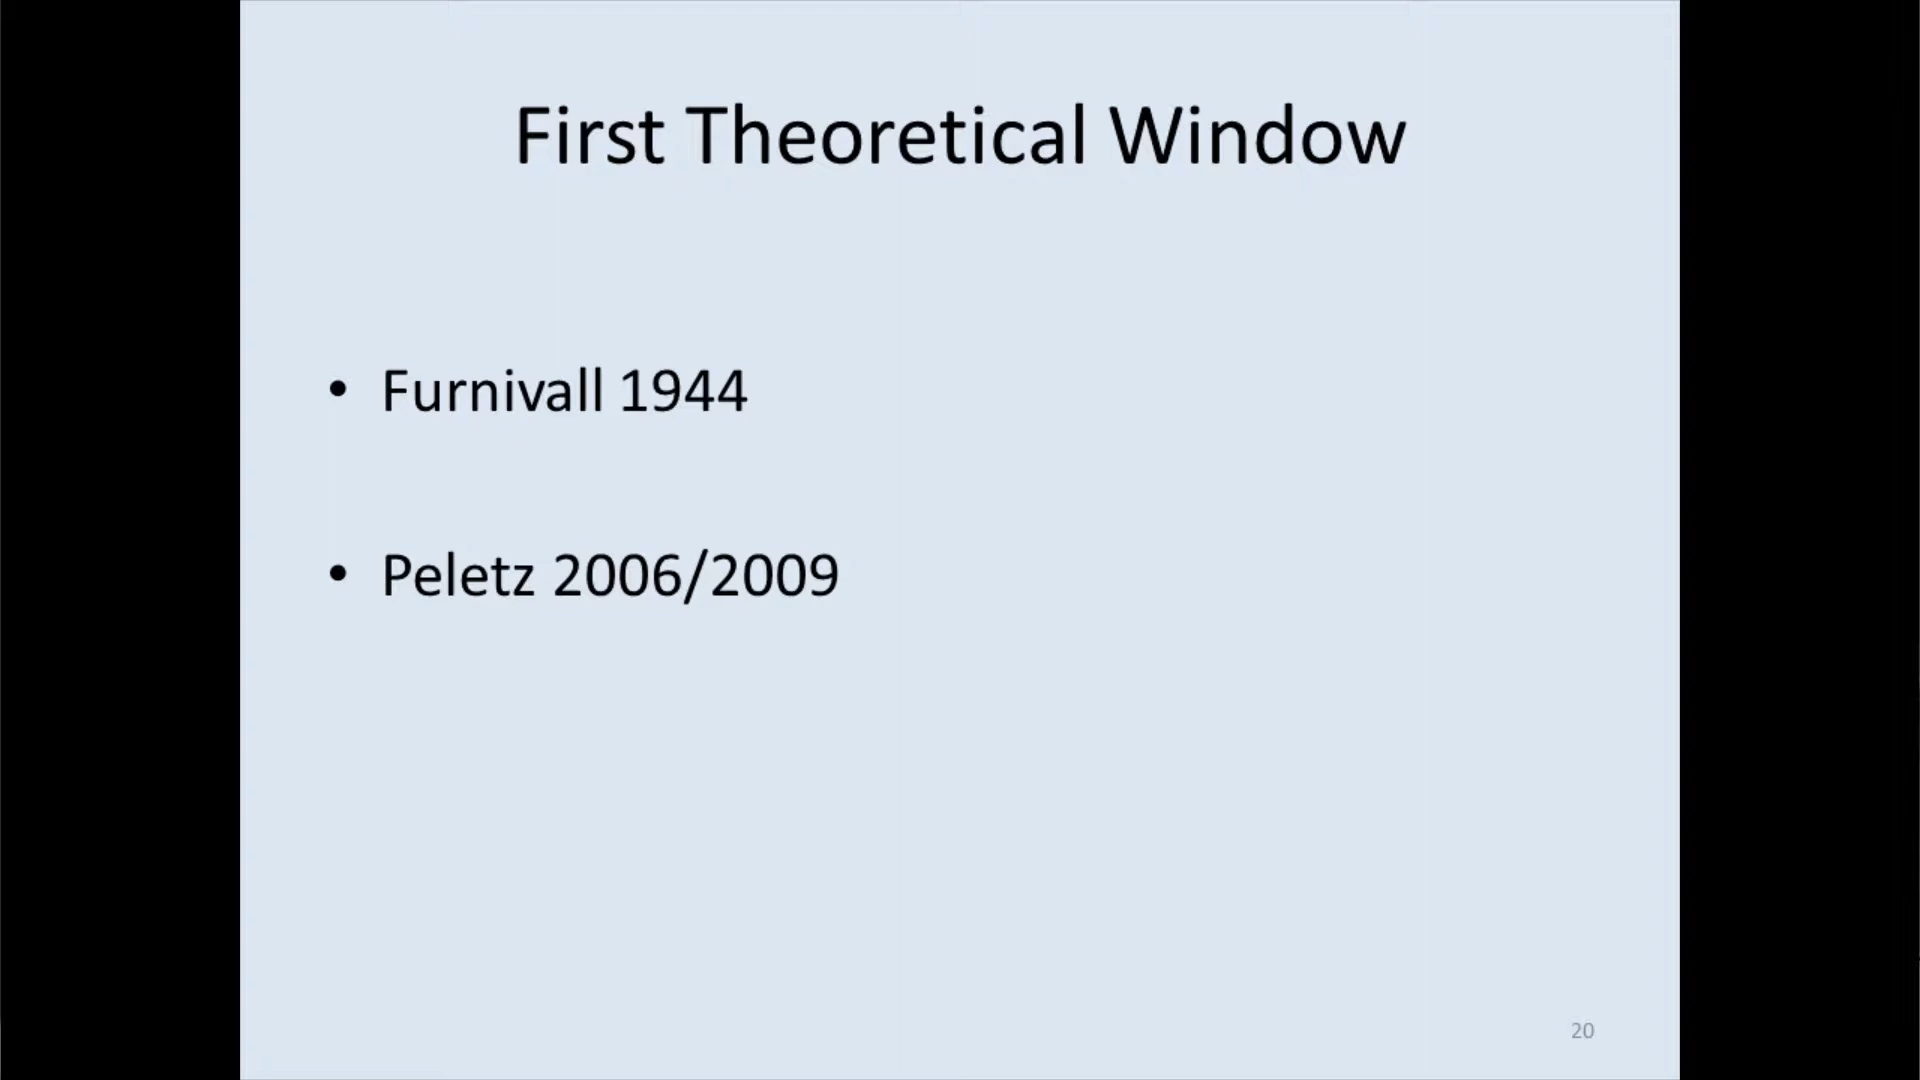 First Theoretical Window
• Furnivall 1944
• Peletz 2006/2009
20